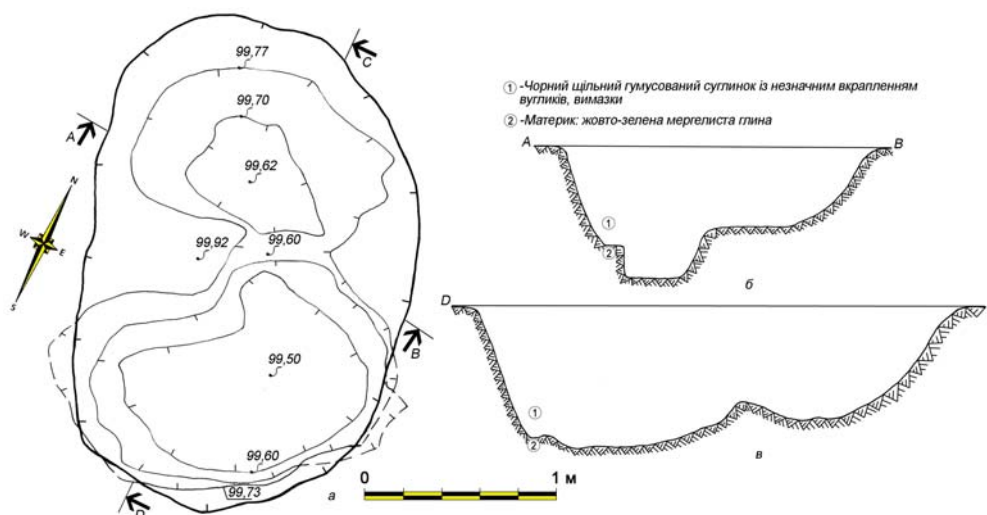 99,77
C
99,70
A
99,62
N
W
E
S
99,92
99,60
B
99,50
99,60
99,73
D
а
0 1 м
① -Чорний щільний гумусований суглинок із незначним вкрапленням
вугликів, вимазки
② -Материк: жовто-зелена мергелиста глина
A B
①
②
б
D
①
②
в